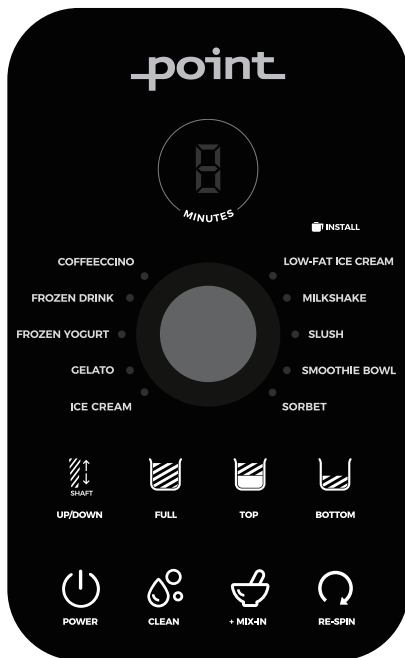 point
8
MINUTES
INSTALL
COFFEECCINO
LOW-FAT ICE CREAM
FROZEN DRINK
MILKSHAKE
FROZEN YOGURT
SLUSH
GELATO
SMOOTHIE BOWL
ICE CREAM
SORBET
SHAFT
UP/DOWN
FULL
TOP
BOTTOM
POWER
CLEAN
+ MIX-IN
RE-SPIN